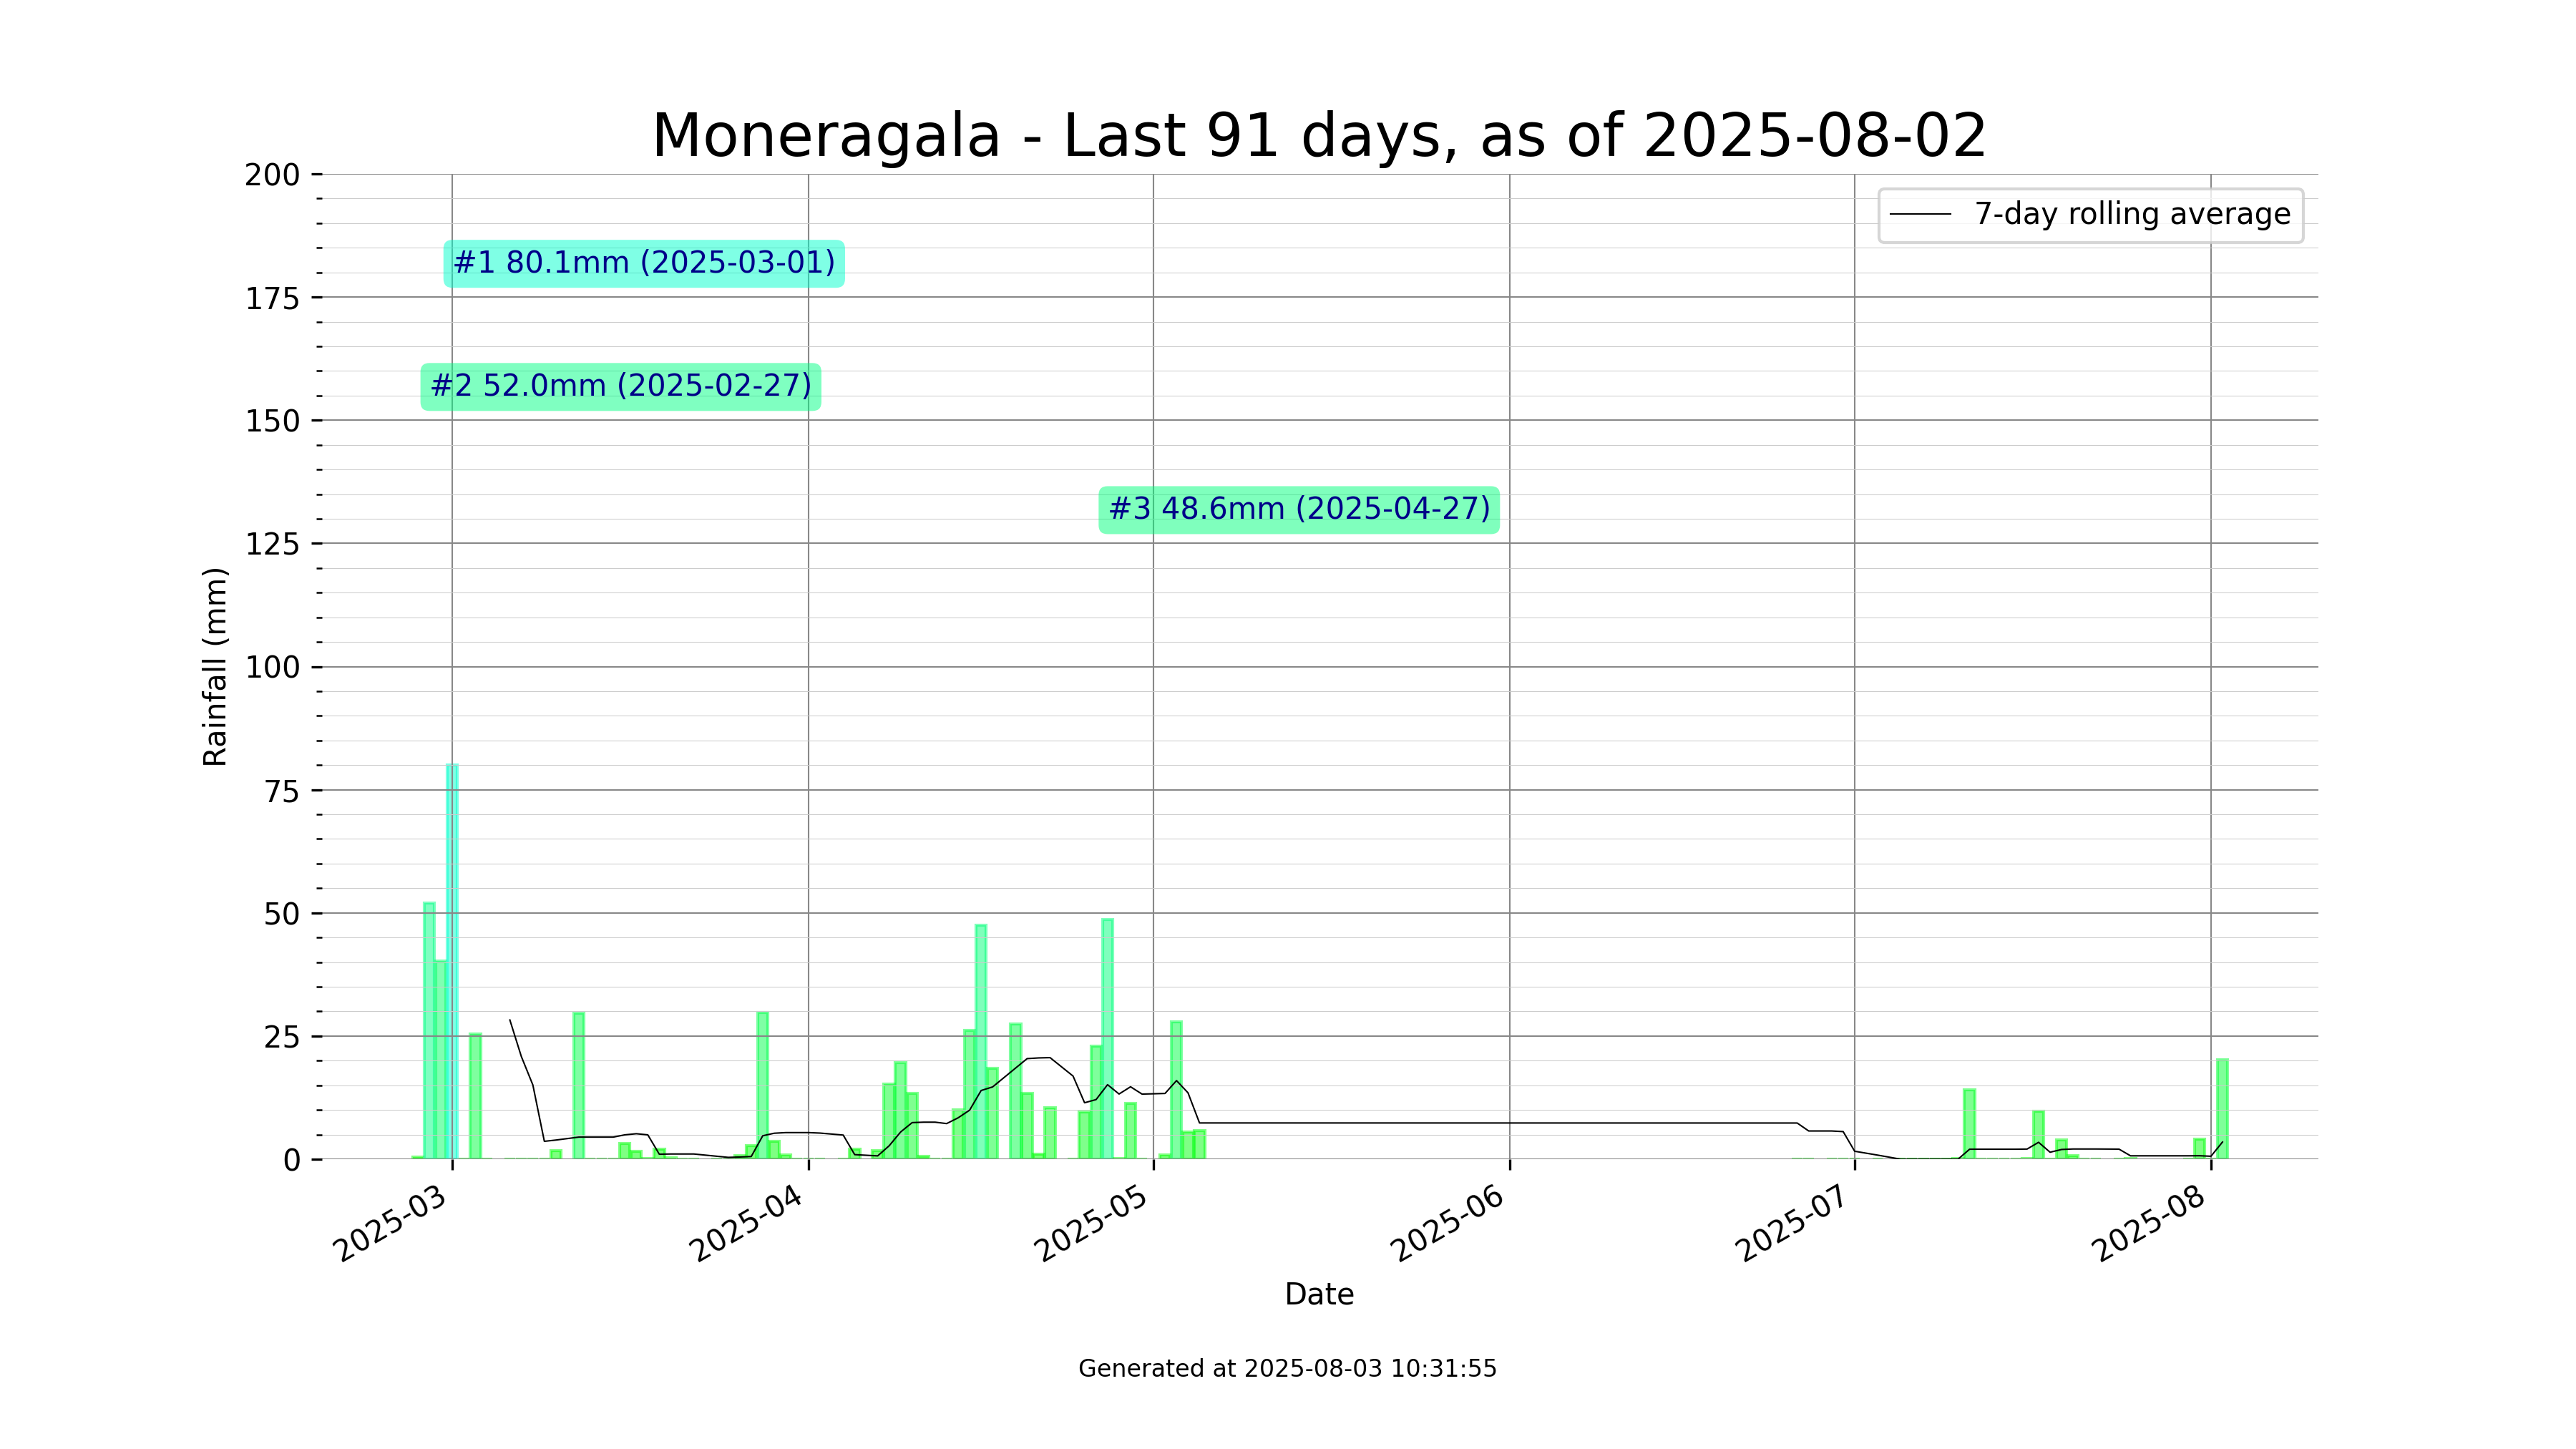 Moneragala - Last 91 days, as of 2025-08-02
7-day rolling average
#1 80.1mm (2025-03-01)
#2 52.0mm (2025-02-27)
#3 48.6mm (2025-04-27)
Rainfall (mm)
200
175
150
125
100
75
50
25
0
2025-03
2025-04
2025-05
2025-06
2025-07
2025-08
Date
Generated at 2025-08-03 10:31:55